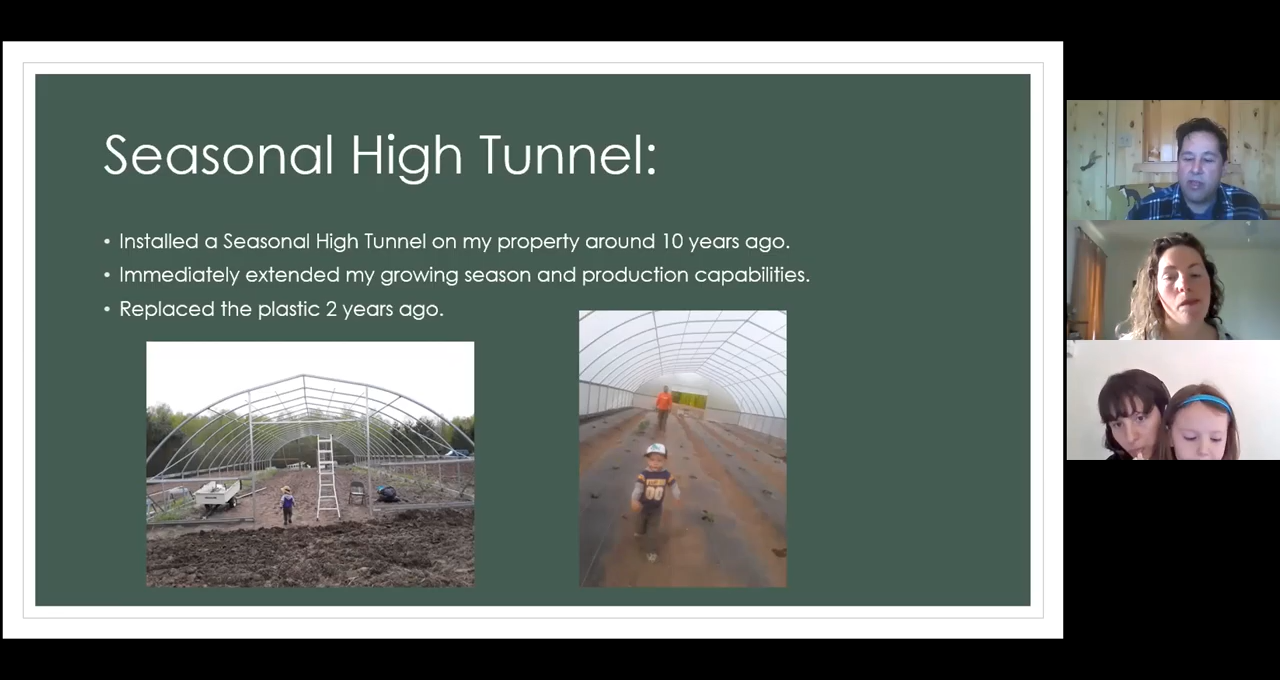 Seasonal High Tunnel:
• Installed a Seasonal High Tunnel on my property around 10 years ago.
• Immediately extended my growing season and production capabilities.
• Replaced the plastic 2 years ago.
00